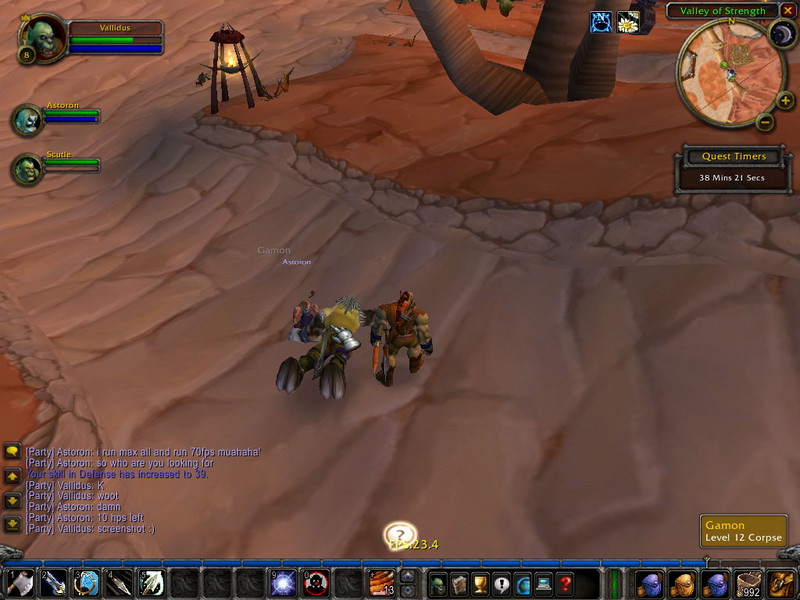 Vallidus
8
Astoron
Scutle
Valley of Strength
N
Quest Timers
38 Mins 21 Secs
Gamon
Astoron
[Party] Astoron: i run max all and run 70fps muahaha'
[Party] Astoron: so who are you looking for
Your skill in Defense has increased to 39.
[Party] Vallidus: K
[Party] Vallidus: woot
[Party] Astoron: damn
[Party] Astoron: 10 hps left
[Party] Vallidus: screenshot :)
23.4
Gamon
Level 12 Corpse
13
992